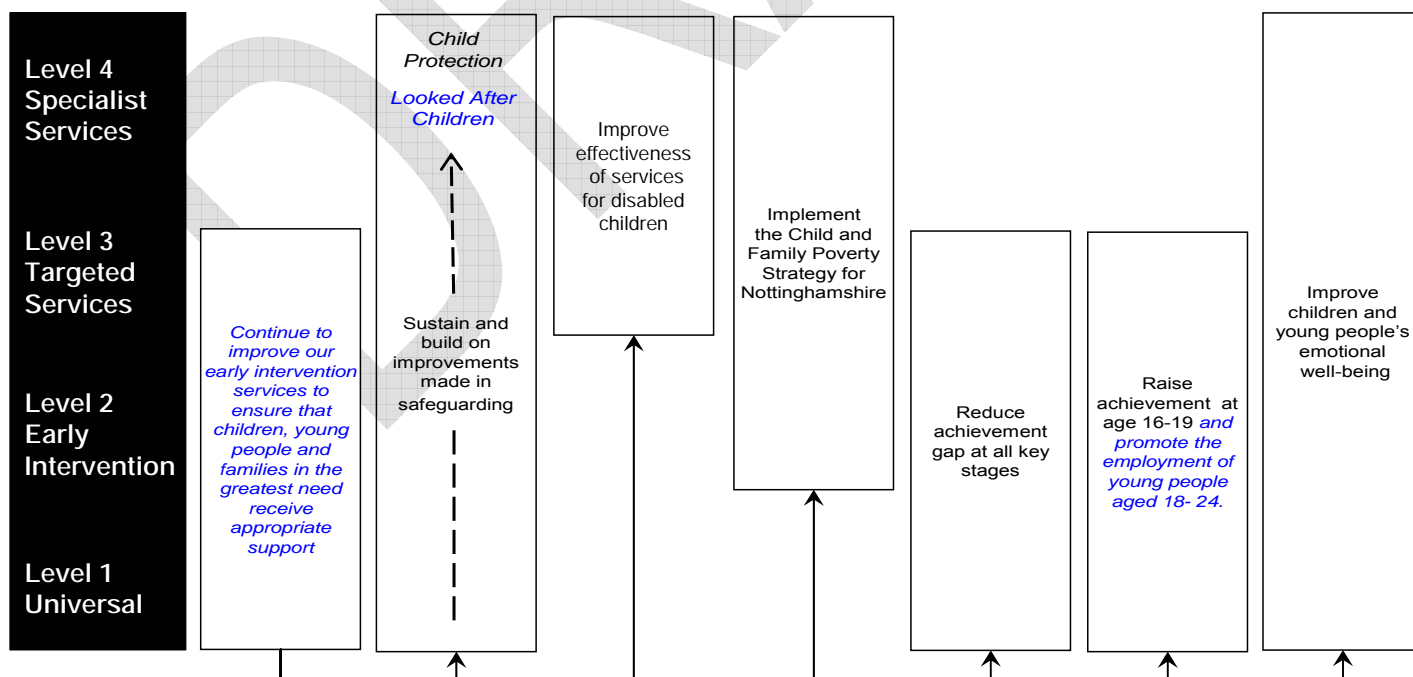 Level 4
Specialist
Services
Level 3
Targeted
Services
Level 2
Early
Intervention
Level 1
Universal
Continue to
improve our
early intervention
services to
ensure that
children, young
people and
families in the
greatest need
receive
appropriate
support
Child
Protection
Looked After
Children
Sustain and
build on
improvements
made in
safeguarding
Improve
effectiveness
of services
for disabled
children
Implement
the Child and
Family Poverty
Strategy for
Nottinghamshire
Reduce
achievement
gap at all key
stages
Raise
achievement at
age 16-19 and
promote the
employment of
young people
aged 18- 24.
Improve
children and
young people's
emotional
well-being